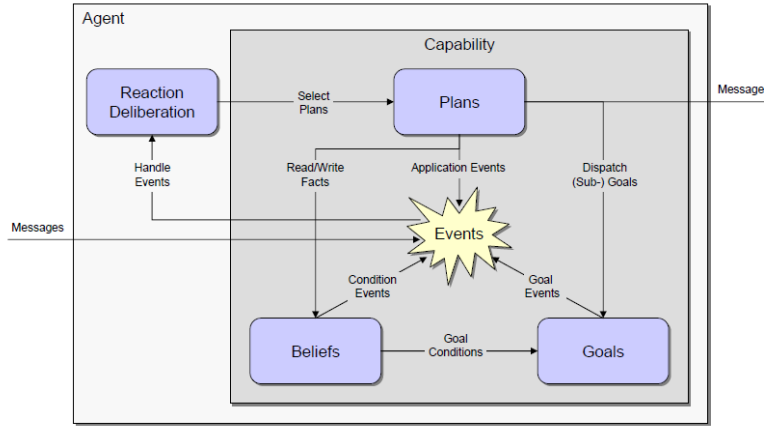 Agent
Capability
Reaction
Deliberation
Select
Plans
Plans
Message
Handle
Events
Read/Write
Facts
Application Events
Dispatch
(Sub-) Goals
Messages
Events
Condition
Events
Goal
Events
Beliefs
Goal
Conditions
Goals